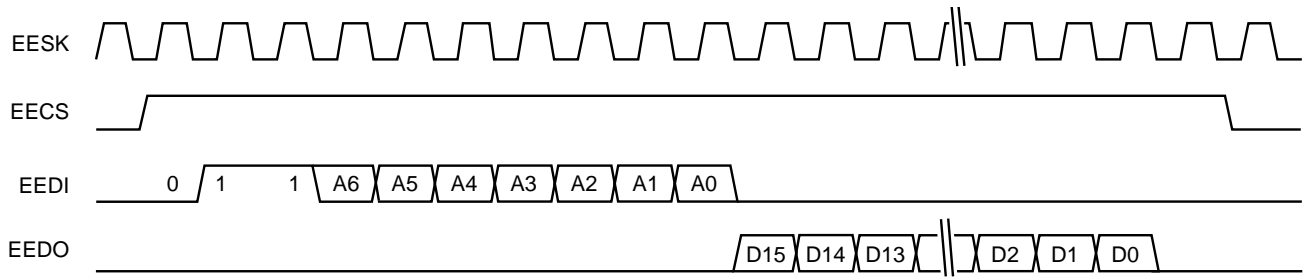 EESK
EECS
EEDI 0 1 1 A6 A5 A4 A3 A2 A1 A0
EEDO D15 D14 D13 D2 D1 D0